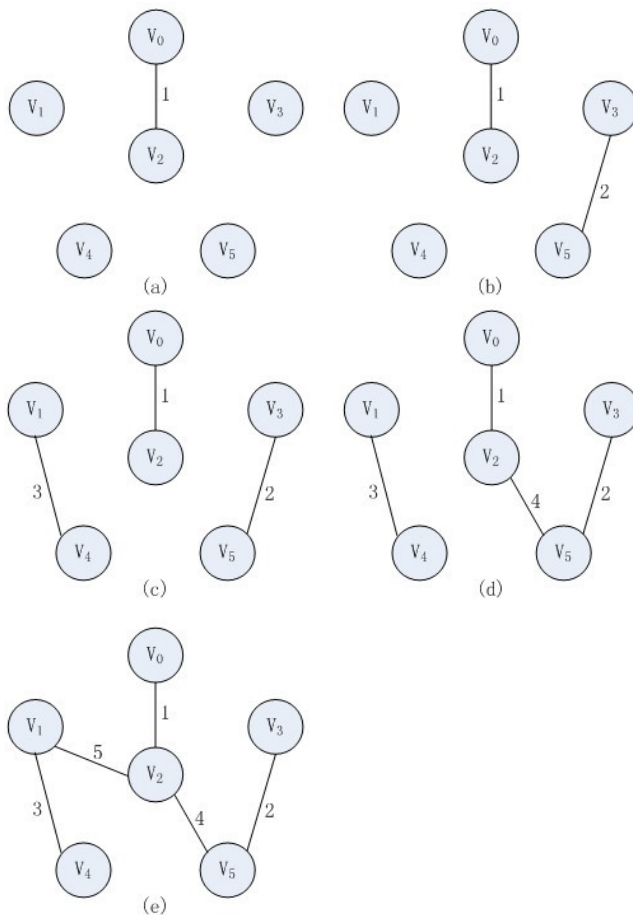 V₀ V₀
1 1
V₁ V₃ V₁ V₃
V₂ V₂
2
V₄ V₅ V₄ V₅
(a) (b)
V₀ V₀
1 1
V₁ V₃ V₁ V₃
V₂ V₂
3 2 3 4 2
V₄ V₅ V₄ V₅
(c) (d)
V₀
1
V₁ V₃
5
V₂
3 4 2
V₄ V₅
(e)